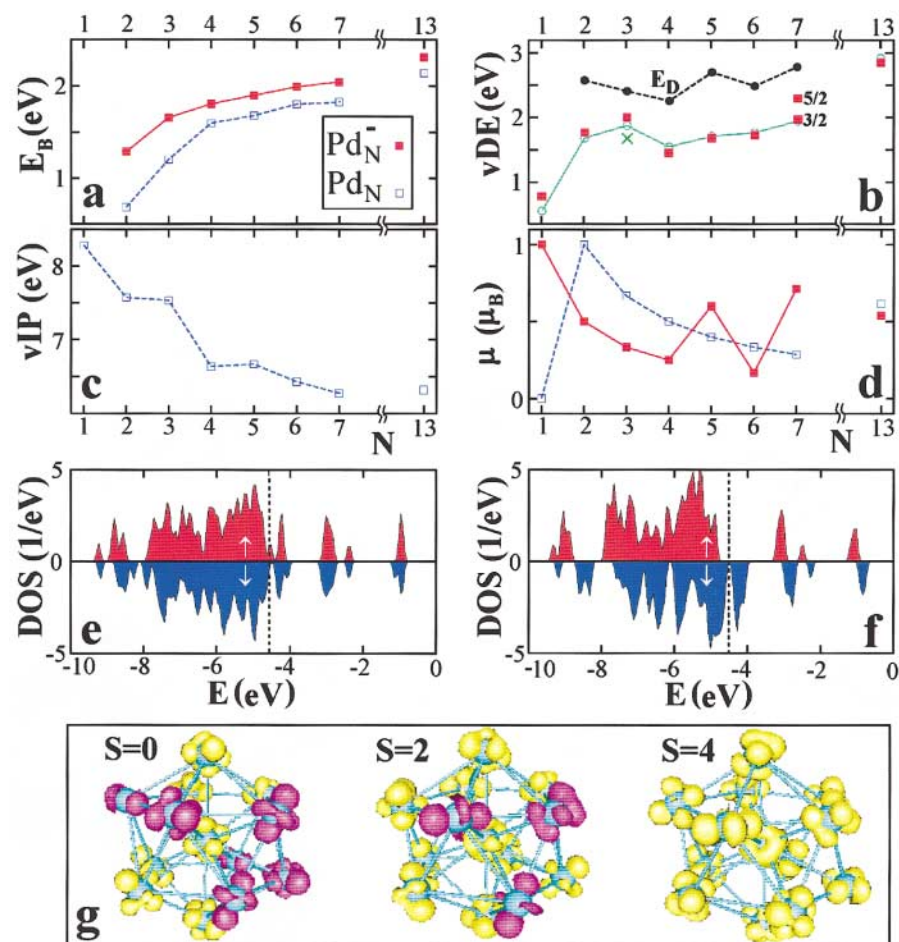 1 2 3 4 5 6 7 13
E_B (eV)
2
1
a
Pd_N^-
Pd_N
1 2 3 4 5 6 7 13
vDE (eV)
3
2
1
E_D
5/2
3/2
b
vIP (eV)
8
7
c
1 2 3 4 5 6 7 N 13
μ (μ_B)
1
0
d
1 2 3 4 5 6 7 N 13
DOS (1/eV)
5
0
-5
e
-10 -8 -6 -4 -2 0
E (eV)
DOS (1/eV)
5
0
-5
f
-10 -8 -6 -4 -2 0
E (eV)
S=0 S=2 S=4
g